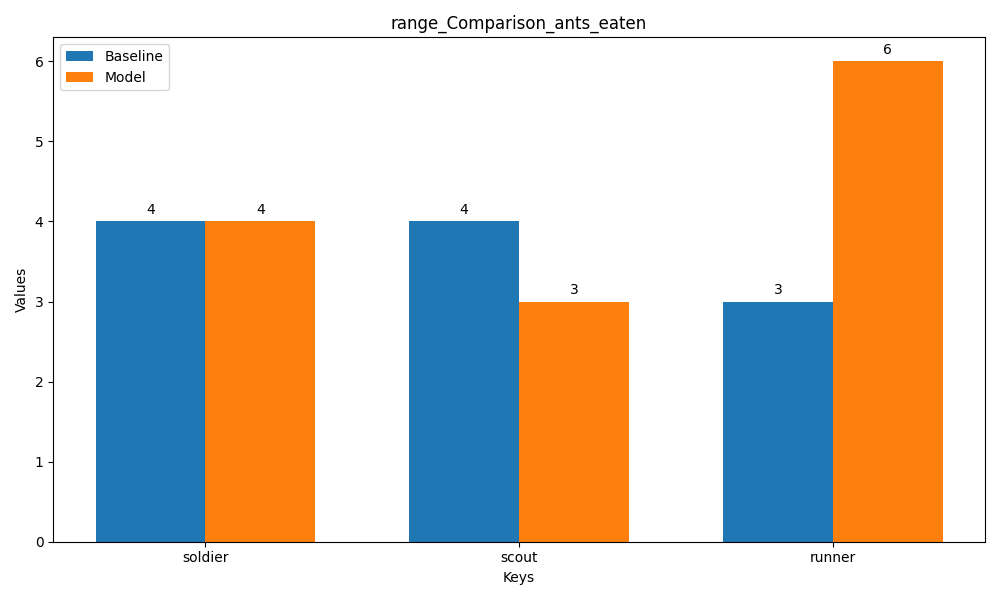 range_Comparison_ants_eaten
Baseline
Model
6
5
4
3
2
1
0
Values
4
4
4
3
3
6
soldier
scout
runner
Keys